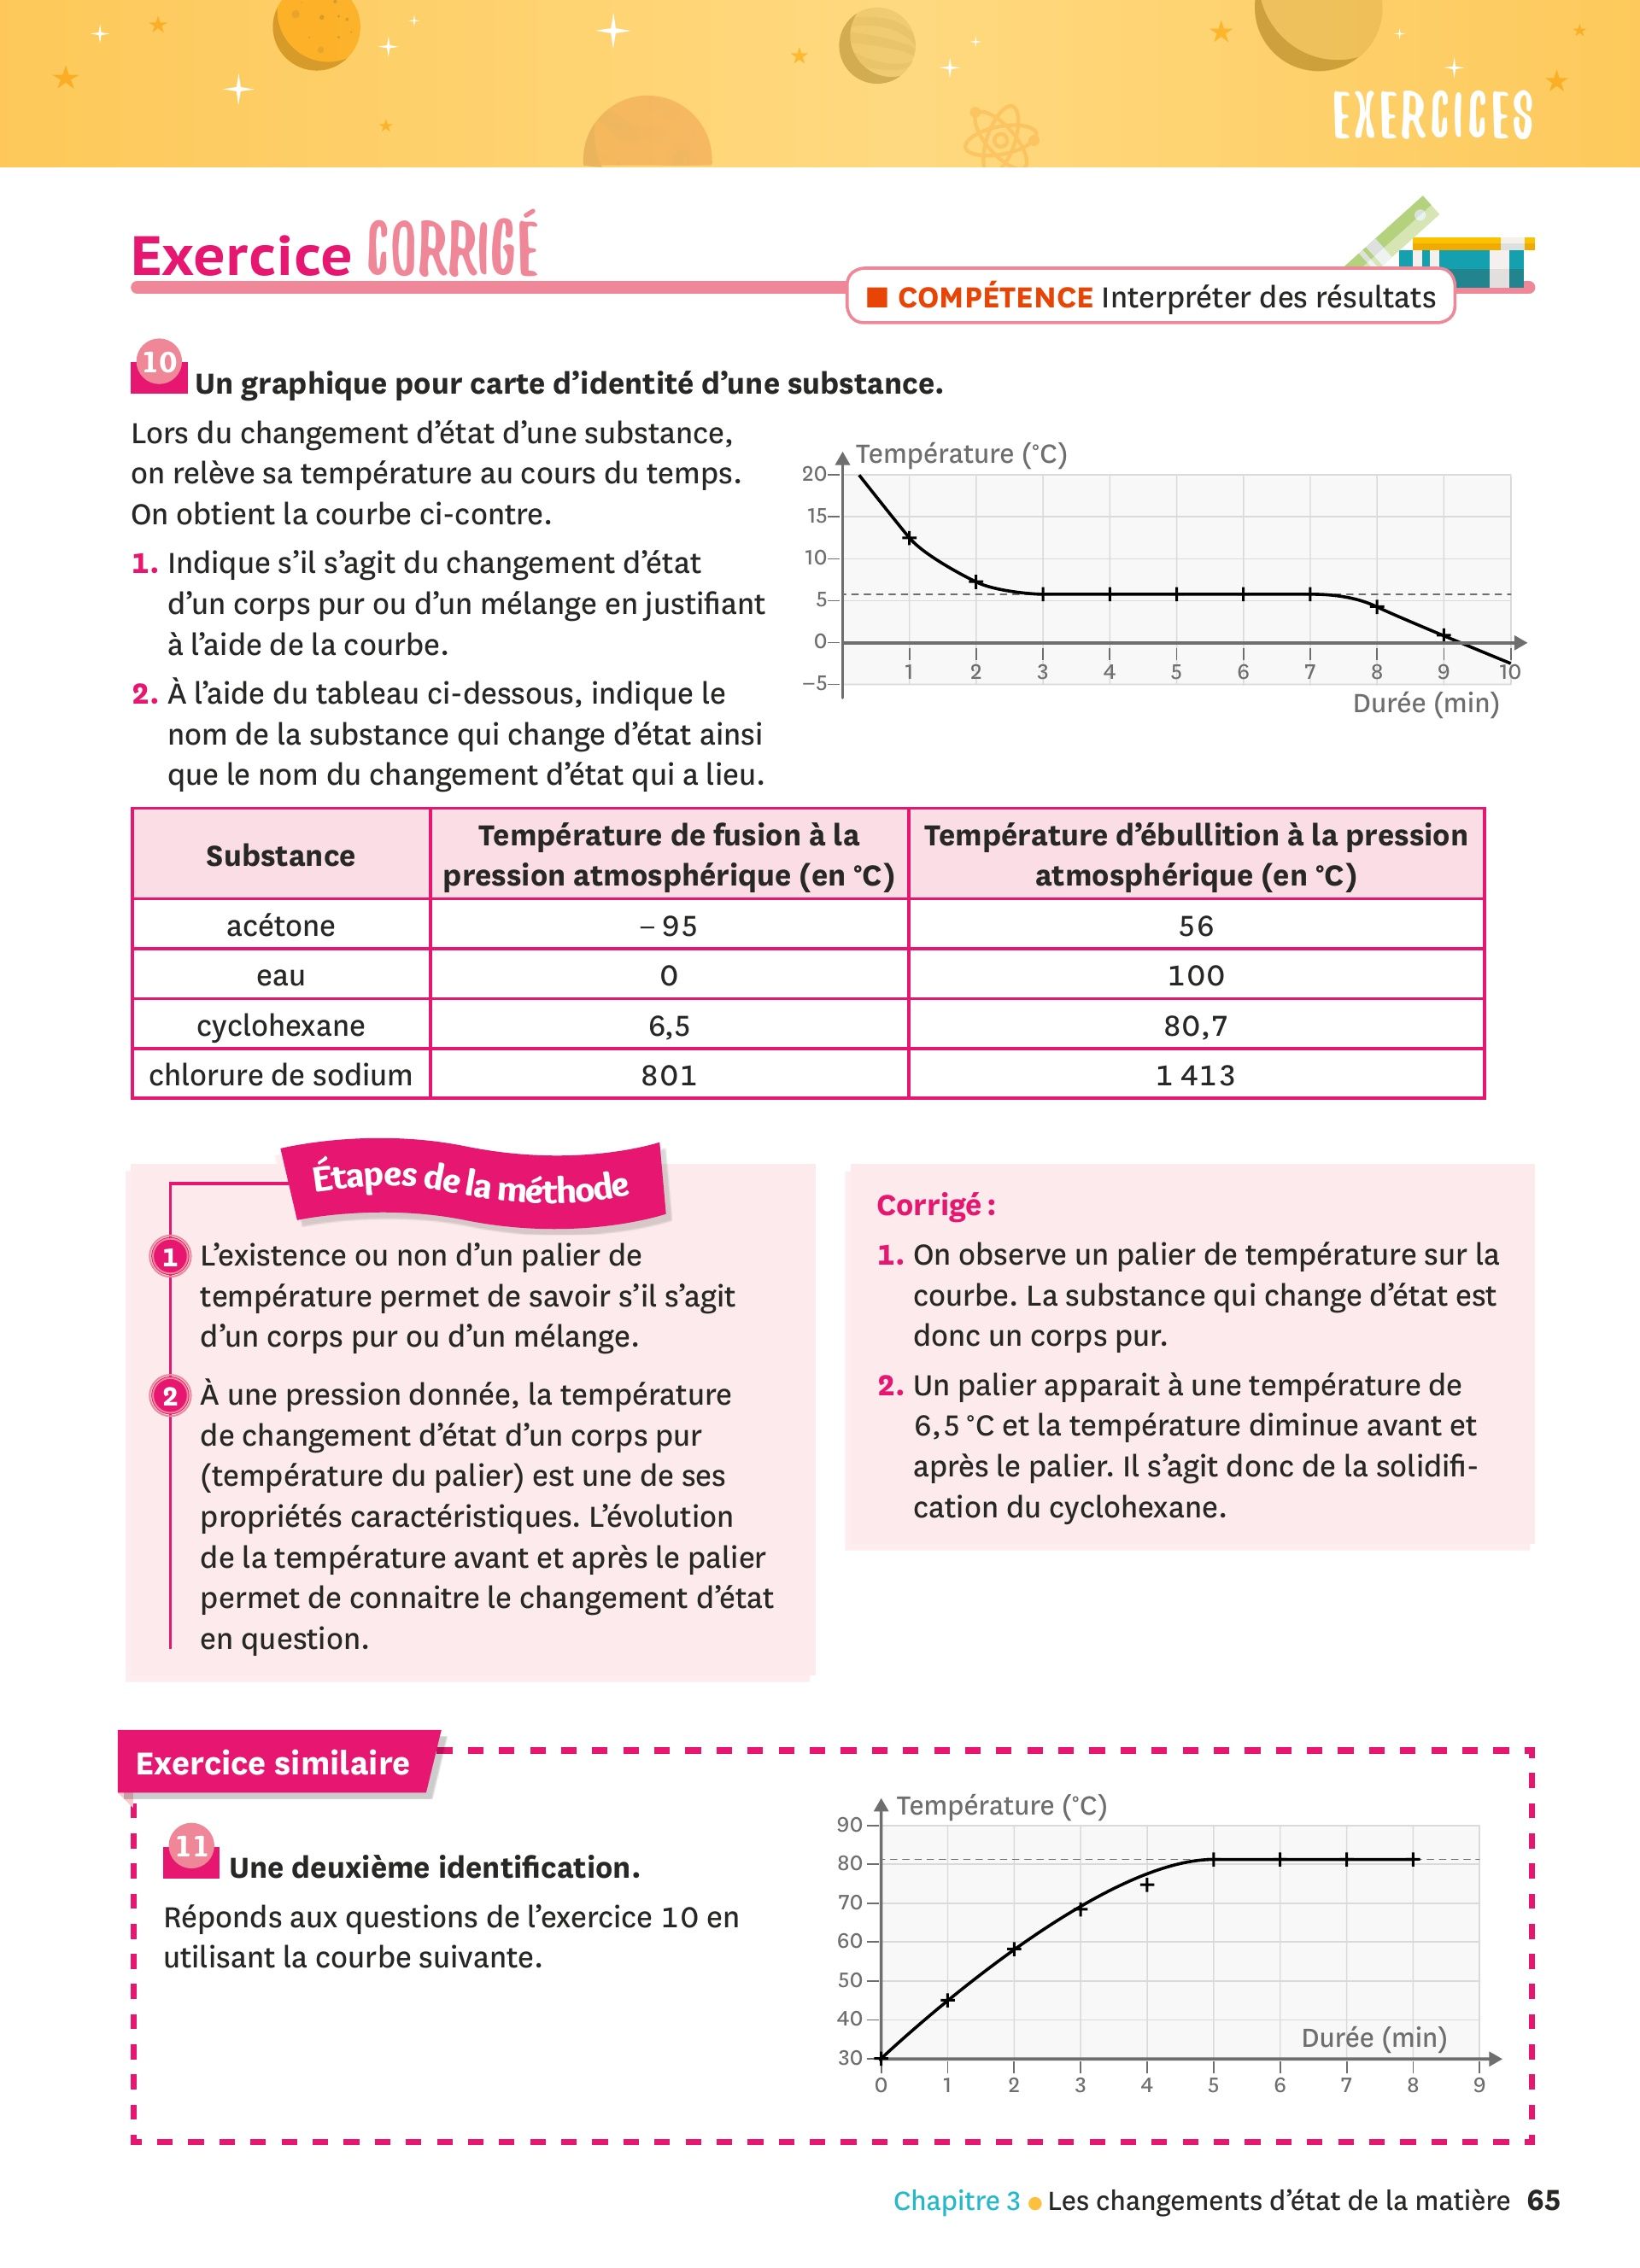 EXERCICES
Exercice CORRIGÉ
■ COMPÉTENCE Interpréter des résultats
10 Un graphique pour carte d’identité d’une substance.
Lors du changement d’état d’une substance,
on relève sa température au cours du temps.
On obtient la courbe ci-contre.
1. Indique s’il s’agit du changement d’état
d’un corps pur ou d’un mélange en justifiant
à l’aide de la courbe.
2. À l’aide du tableau ci-dessous, indique le
nom de la substance qui change d’état ainsi
que le nom du changement d’état qui a lieu.
Température (°C)
20
15
10
5
0
–5
1 2 3 4 5 6 7 8 9 10
Durée (min)
Substance
Température de fusion à la
pression atmosphérique (en °C)
Température d’ébullition à la pression
atmosphérique (en °C)
acétone – 95 56
eau 0 100
cyclohexane 6,5 80,7
chlorure de sodium 801 1 413
Étapes de la méthode
1 L’existence ou non d’un palier de
température permet de savoir s’il s’agit
d’un corps pur ou d’un mélange.
2 À une pression donnée, la température
de changement d’état d’un corps pur
(température du palier) est une de ses
propriétés caractéristiques. L’évolution
de la température avant et après le palier
permet de connaitre le changement d’état
en question.
Corrigé :
1. On observe un palier de température sur la
courbe. La substance qui change d’état est
donc un corps pur.
2. Un palier apparait à une température de
6,5 °C et la température diminue avant et
après le palier. Il s’agit donc de la solidifi-
cation du cyclohexane.
Exercice similaire
11 Une deuxième identification.
Réponds aux questions de l’exercice 10 en
utilisant la courbe suivante.
Température (°C)
90
80
70
60
50
40
30
Durée (min)
0 1 2 3 4 5 6 7 8 9
Chapitre 3 ● Les changements d’état de la matière 65